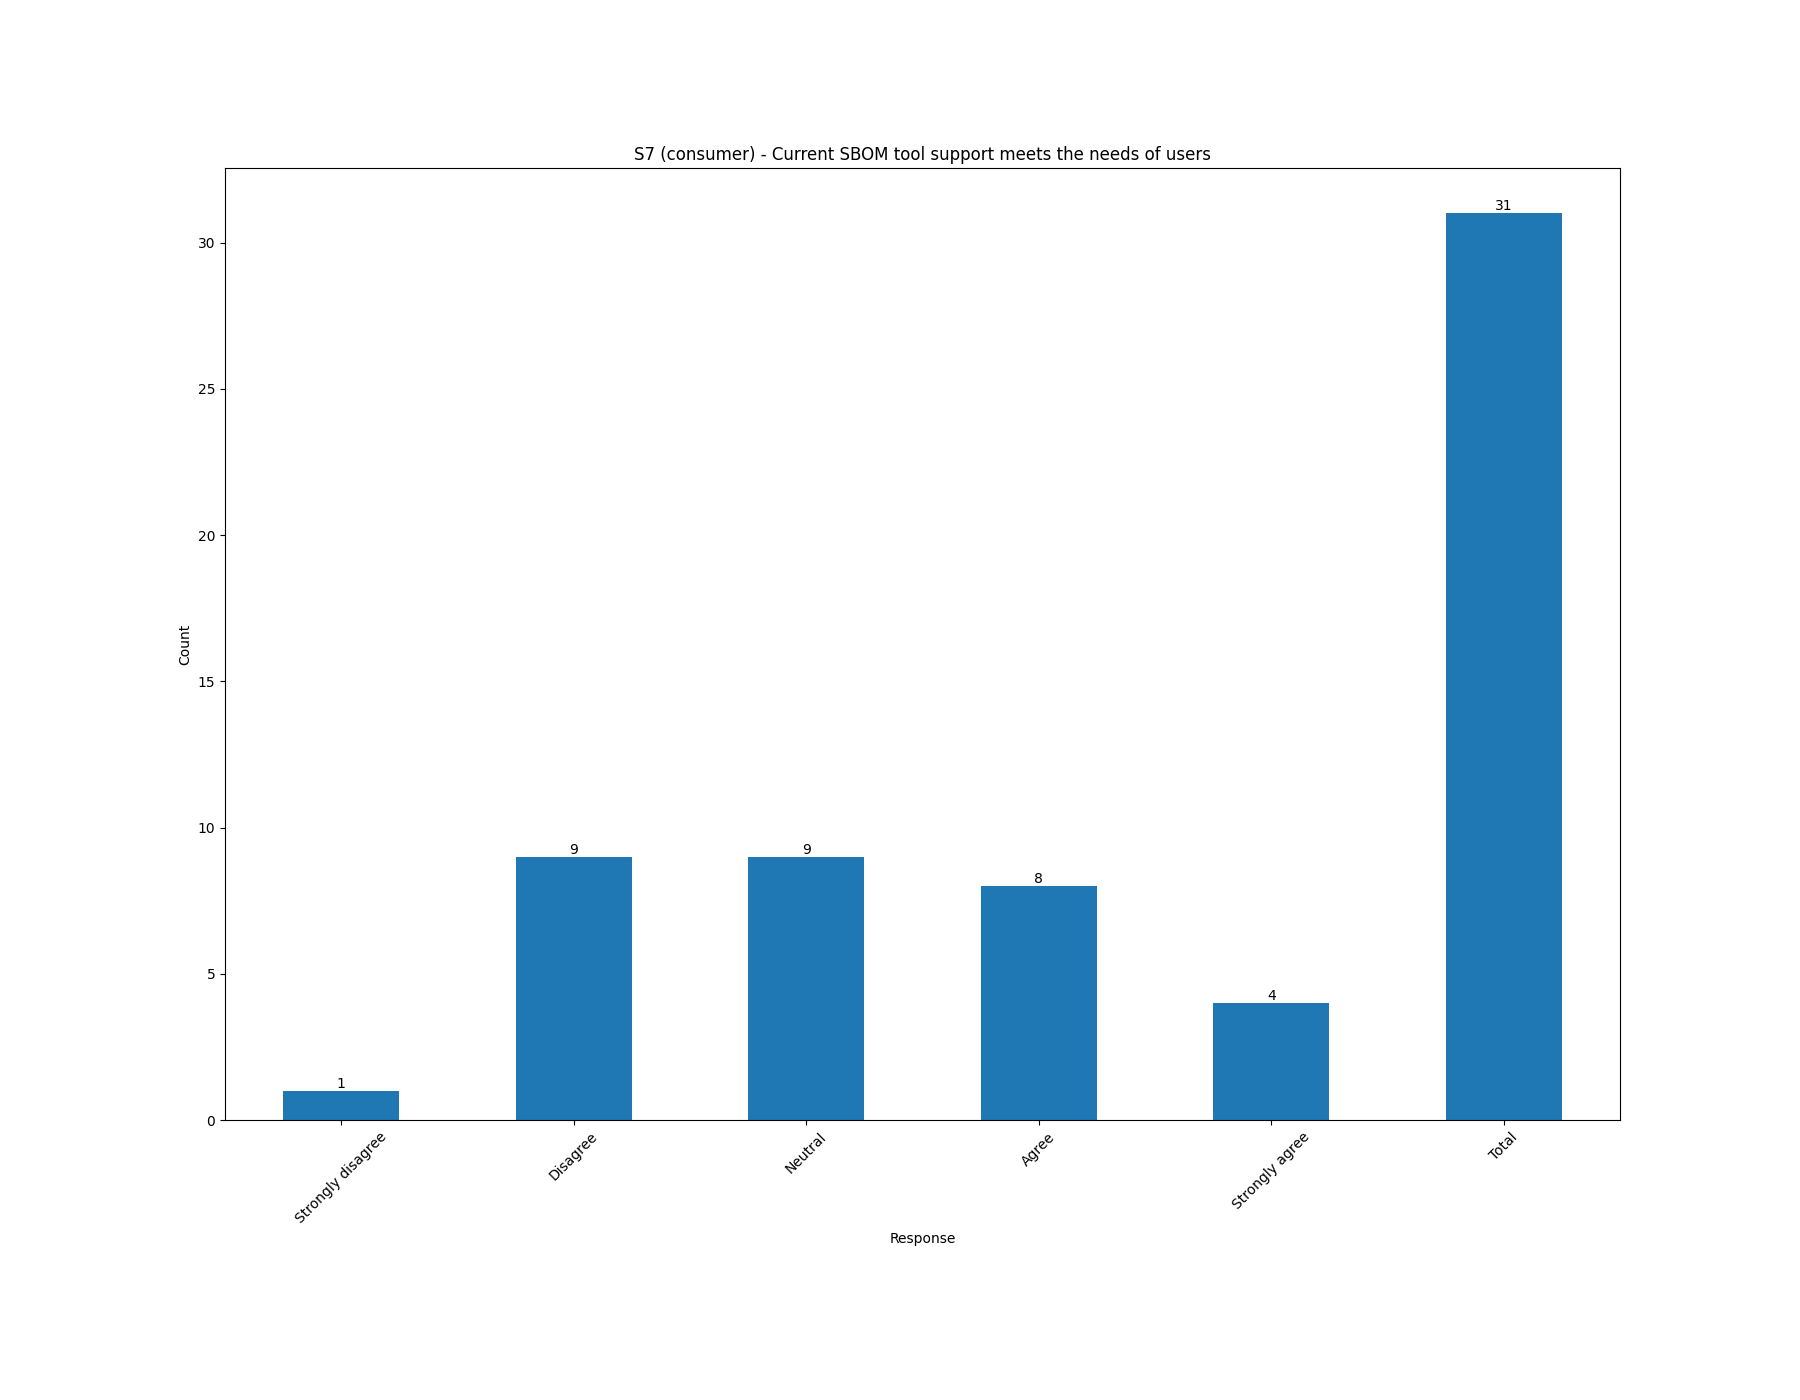 S7 (consumer) - Current SBOM tool support meets the needs of users
31
30
25
20
15
10
5
0
Count
1
9
9
8
4
Strongly disagree
Disagree
Neutral
Agree
Strongly agree
Total
Response